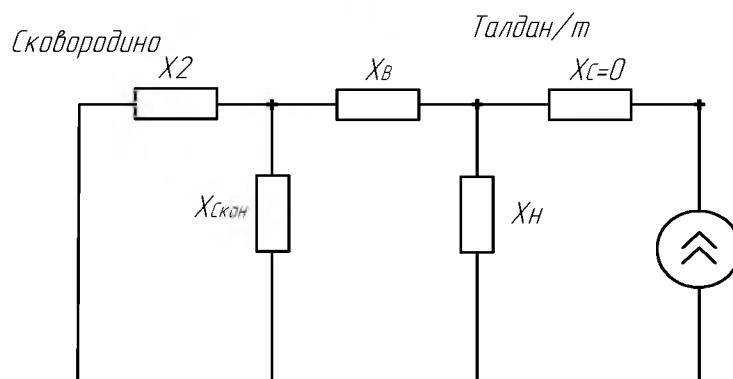 Сковородино
Талдан/т
X2
XВ
XС=0
XСкон
XН